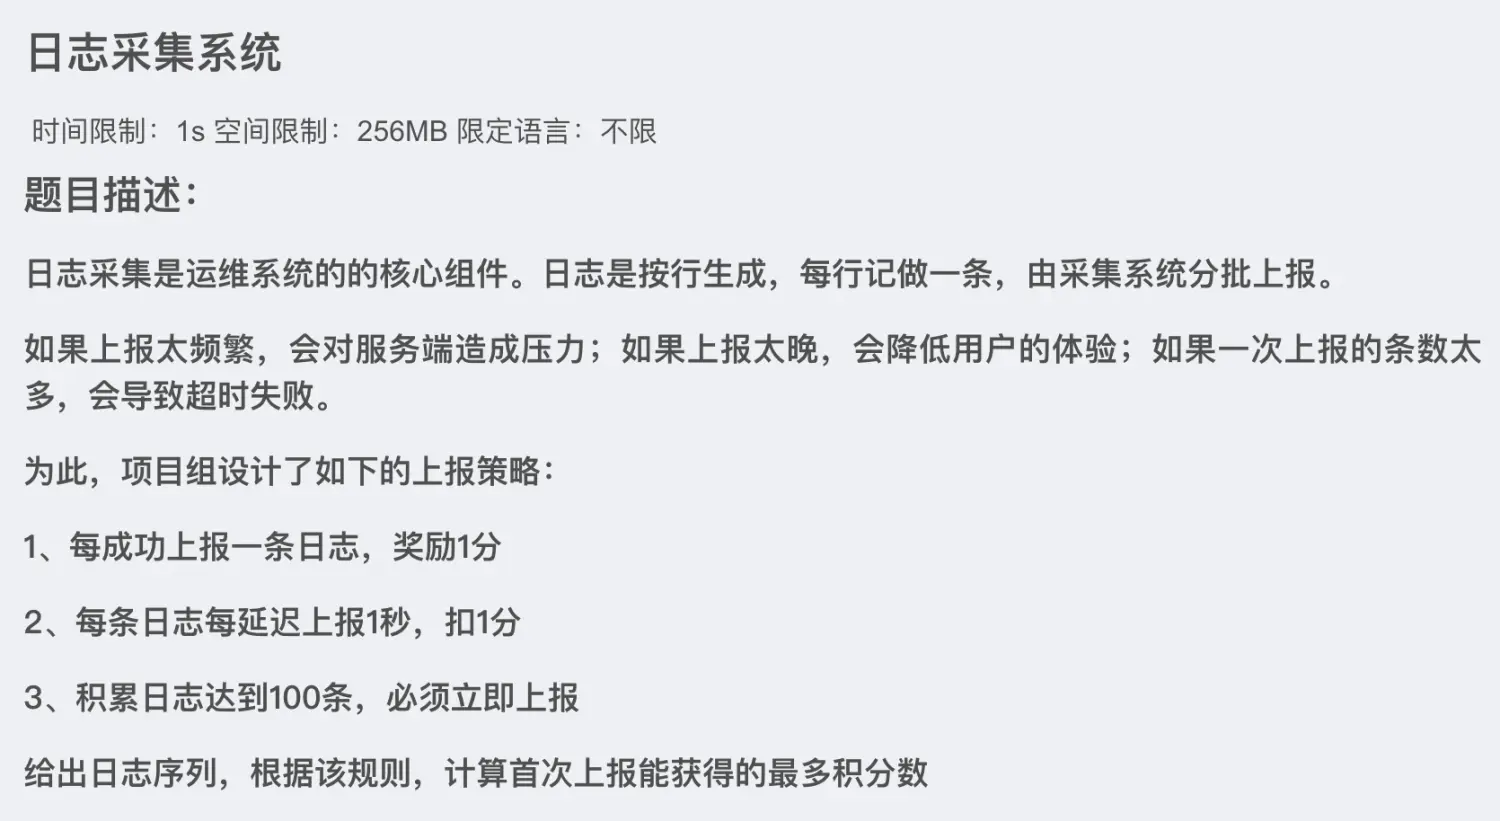 日志采集系统
时间限制：1s 空间限制：256MB 限定语言：不限
题目描述：
日志采集是运维系统的的核心组件。日志是按行生成，每行记做一条，由采集系统分批上报。
如果上报太频繁，会对服务端造成压力；如果上报太晚，会降低用户的体验；如果一次上报的条数太
多，会导致超时失败。
为此，项目组设计了如下的上报策略：
1、每成功上报一条日志，奖励1分
2、每条日志每延迟上报1秒，扣1分
3、积累日志达到100条，必须立即上报
给出日志序列，根据该规则，计算首次上报能获得的最多积分数